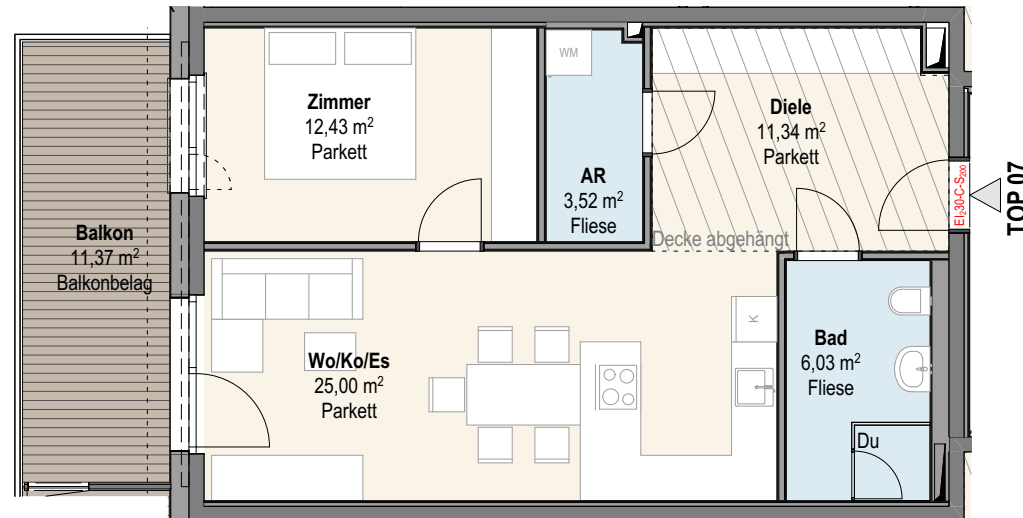 Zimmer
12,43 m²
Parkett
WM
AR
3,52 m²
Fliese
Diele
11,34 m²
Parkett
Decke abgehängt
EI₂30-C-S₂₀₀
TOP 07
Balkon
11,37 m²
Balkonbelag
Wo/Ko/Es
25,00 m²
Parkett
K
Bad
6,03 m²
Fliese
Du